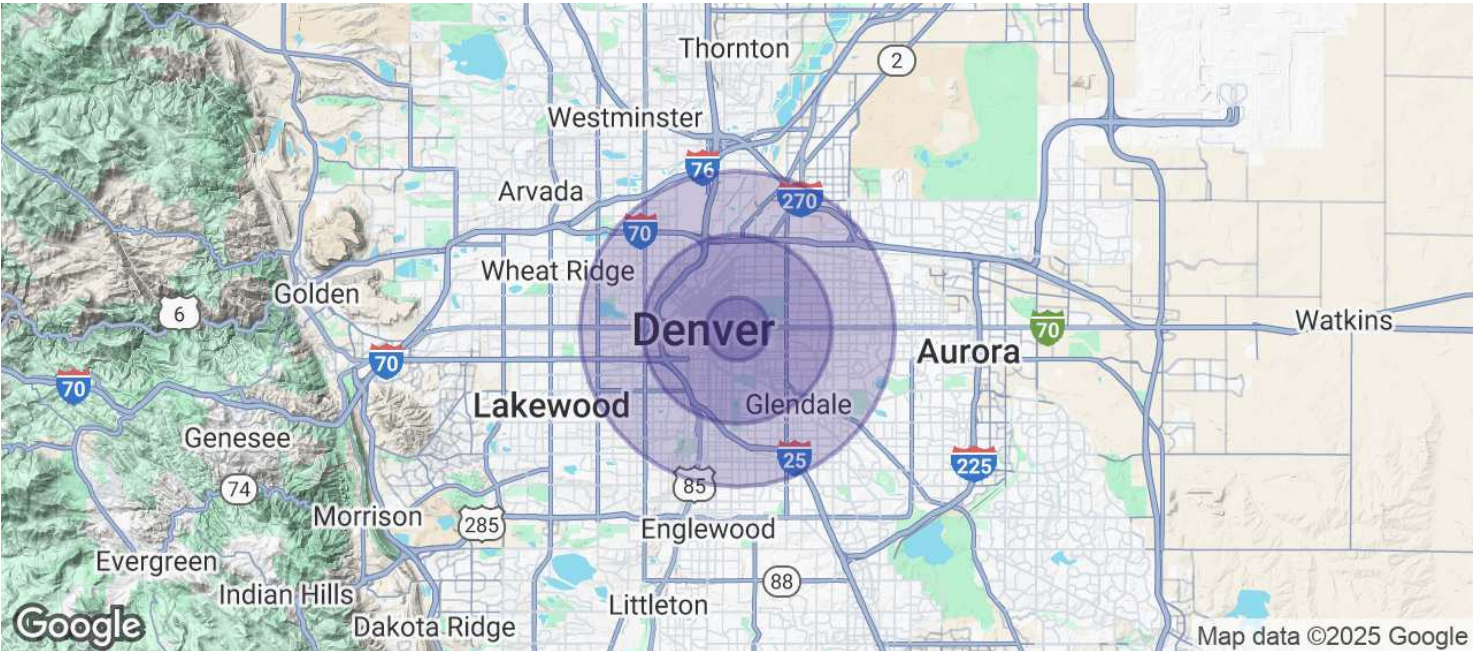 Thornton
2
Westminster
76
Arvada
270
70
Wheat Ridge
Golden
6
Denver
70
Watkins
Aurora
70
70
Lakewood
Glendale
Genesee
25
225
74
85
Morrison
285
Englewood
Evergreen
88
Indian Hills
Littleton
Dakota Ridge
Google
Map data ©2025 Google